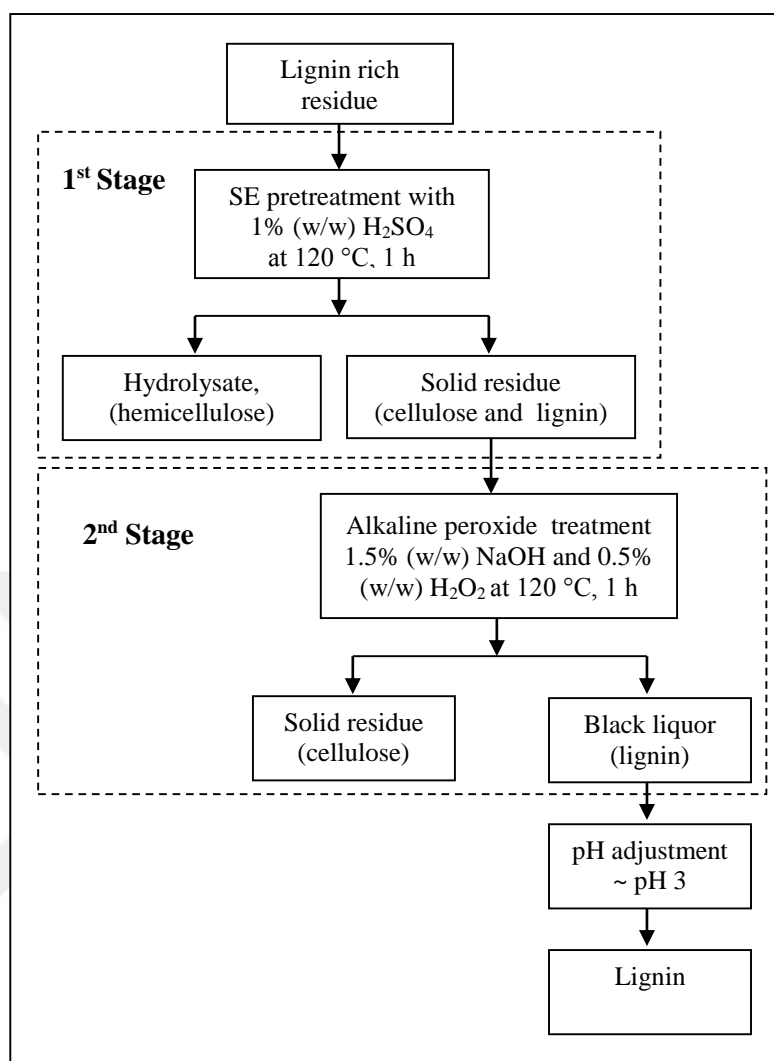 Lignin rich
residue
1st Stage
SE pretreatment with
1% (w/w) H2SO4
at 120 °C, 1 h
Hydrolysate,
(hemicellulose)
Solid residue
(cellulose and lignin)
2nd Stage
Alkaline peroxide treatment
1.5% (w/w) NaOH and 0.5%
(w/w) H2O2 at 120 °C, 1 h
Solid residue
(cellulose)
Black liquor
(lignin)
pH adjustment
~ pH 3
Lignin